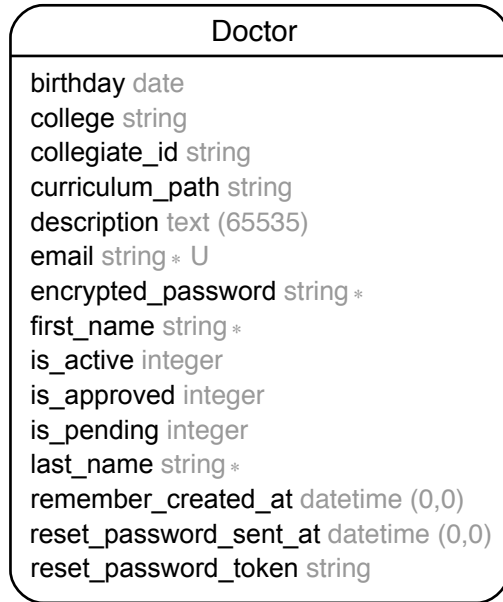 Doctor
birthday date
college string
collegiate_id string
curriculum_path string
description text (65535)
email string * U
encrypted_password string *
first_name string *
is_active integer
is_approved integer
is_pending integer
last_name string *
remember_created_at datetime (0,0)
reset_password_sent_at datetime (0,0)
reset_password_token string